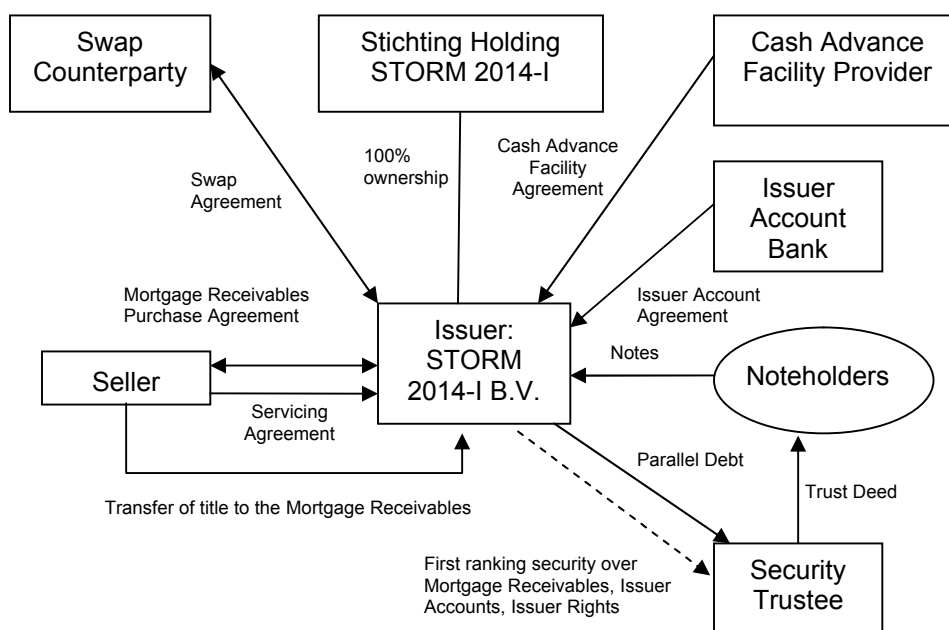 Swap
Counterparty
Stichting Holding
STORM 2014-I
Cash Advance
Facility Provider
Swap
Agreement
100%
ownership
Cash Advance
Facility
Agreement
Issuer
Account
Bank
Mortgage Receivables
Purchase Agreement
Issuer:
STORM
2014-I B.V.
Issuer Account
Agreement
Seller
Notes
Noteholders
Servicing
Agreement
Parallel Debt
Trust Deed
Transfer of title to the Mortgage Receivables
First ranking security over
Mortgage Receivables, Issuer
Accounts, Issuer Rights
Security
Trustee